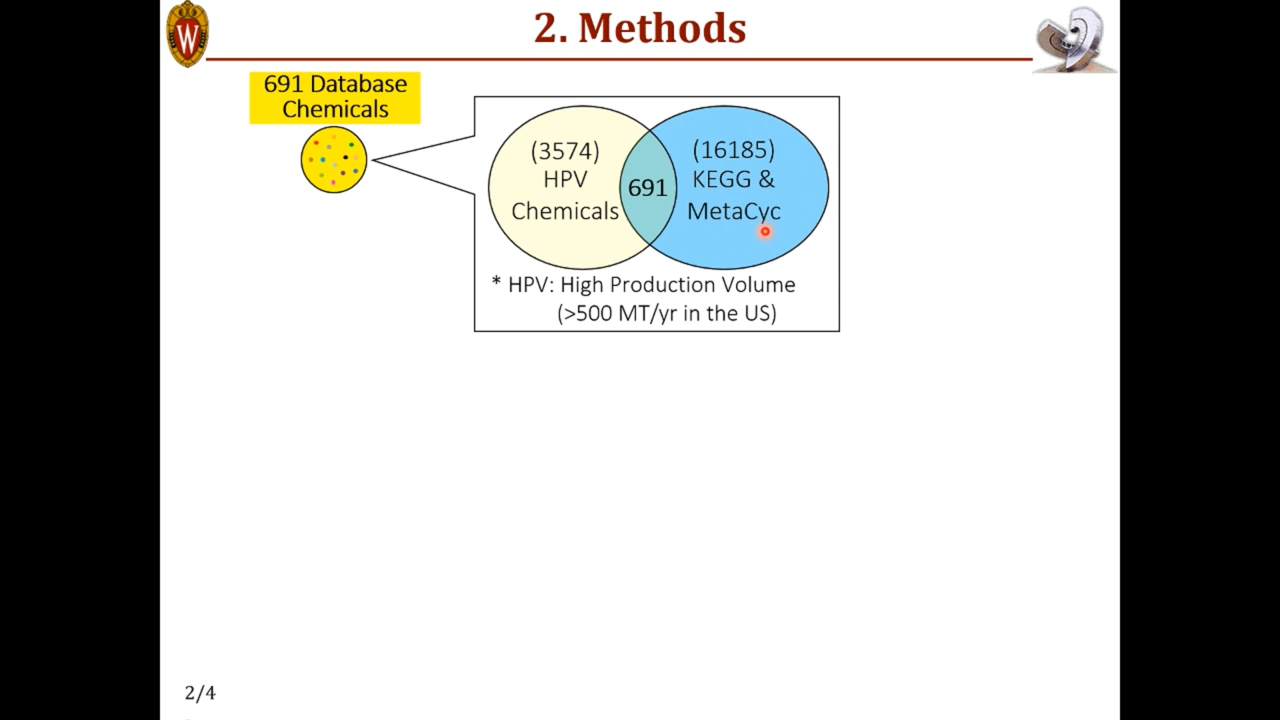 2. Methods
W
691 Database
Chemicals
(3574)
HPV
Chemicals
691
(16185)
KEGG &
MetaCyc
* HPV: High Production Volume
(>500 MT/yr in the US)
2/4